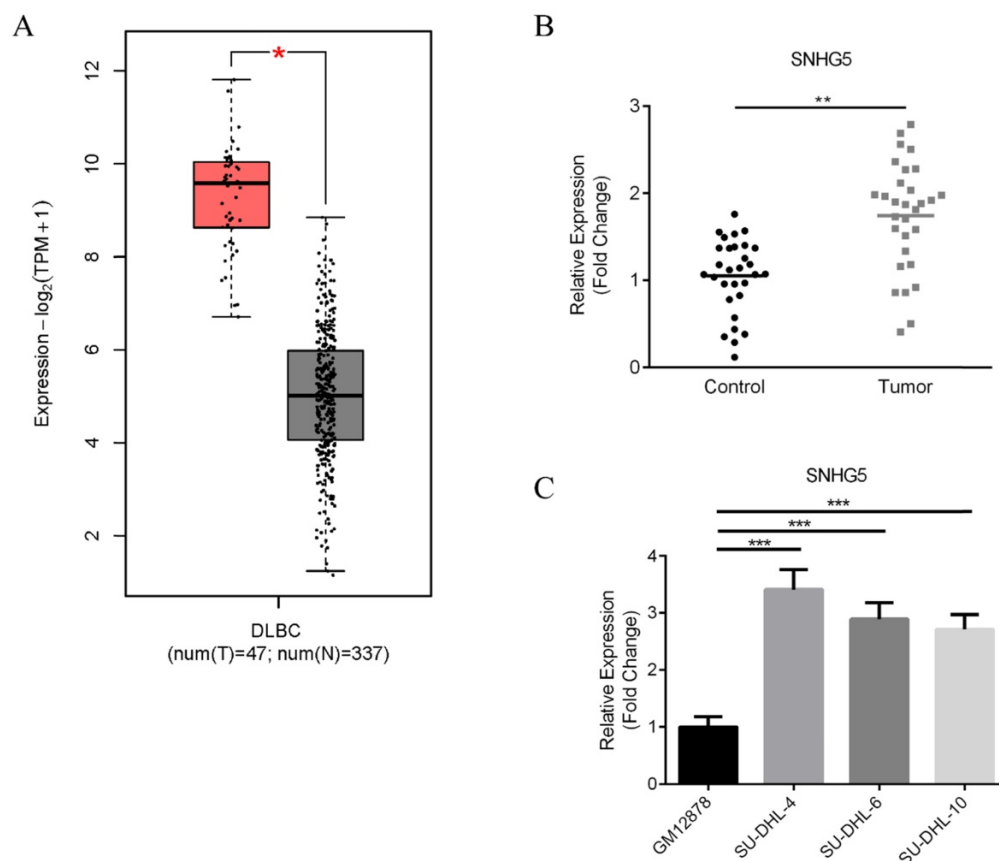 A
*
Expression – log₂(TPM + 1)
12
10
8
6
4
2
DLBC
(num(T)=47; num(N)=337)
B
SNHG5
**
Relative Expression
(Fold Change)
3
2
1
0
Control Tumor
C
SNHG5
***
***
***
Relative Expression
(Fold Change)
4
3
2
1
0
GM12878
SU-DHL-4
SU-DHL-6
SU-DHL-10